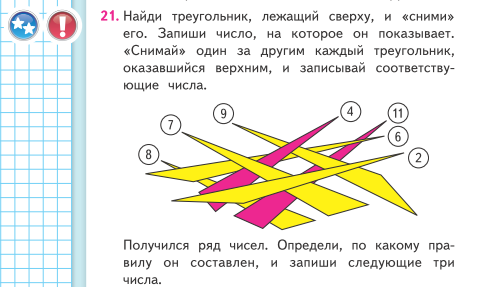 21. Найди треугольник, лежащий сверху, и «сними»
его. Запиши число, на которое он показывает.
«Снимай» один за другим каждый треугольник,
оказавшийся верхним, и записывай соответству-
ющие числа.
9
4
11
7
6
8
2
Получился ряд чисел. Определи, по какому пра-
вилу он составлен, и запиши следующие три
числа.